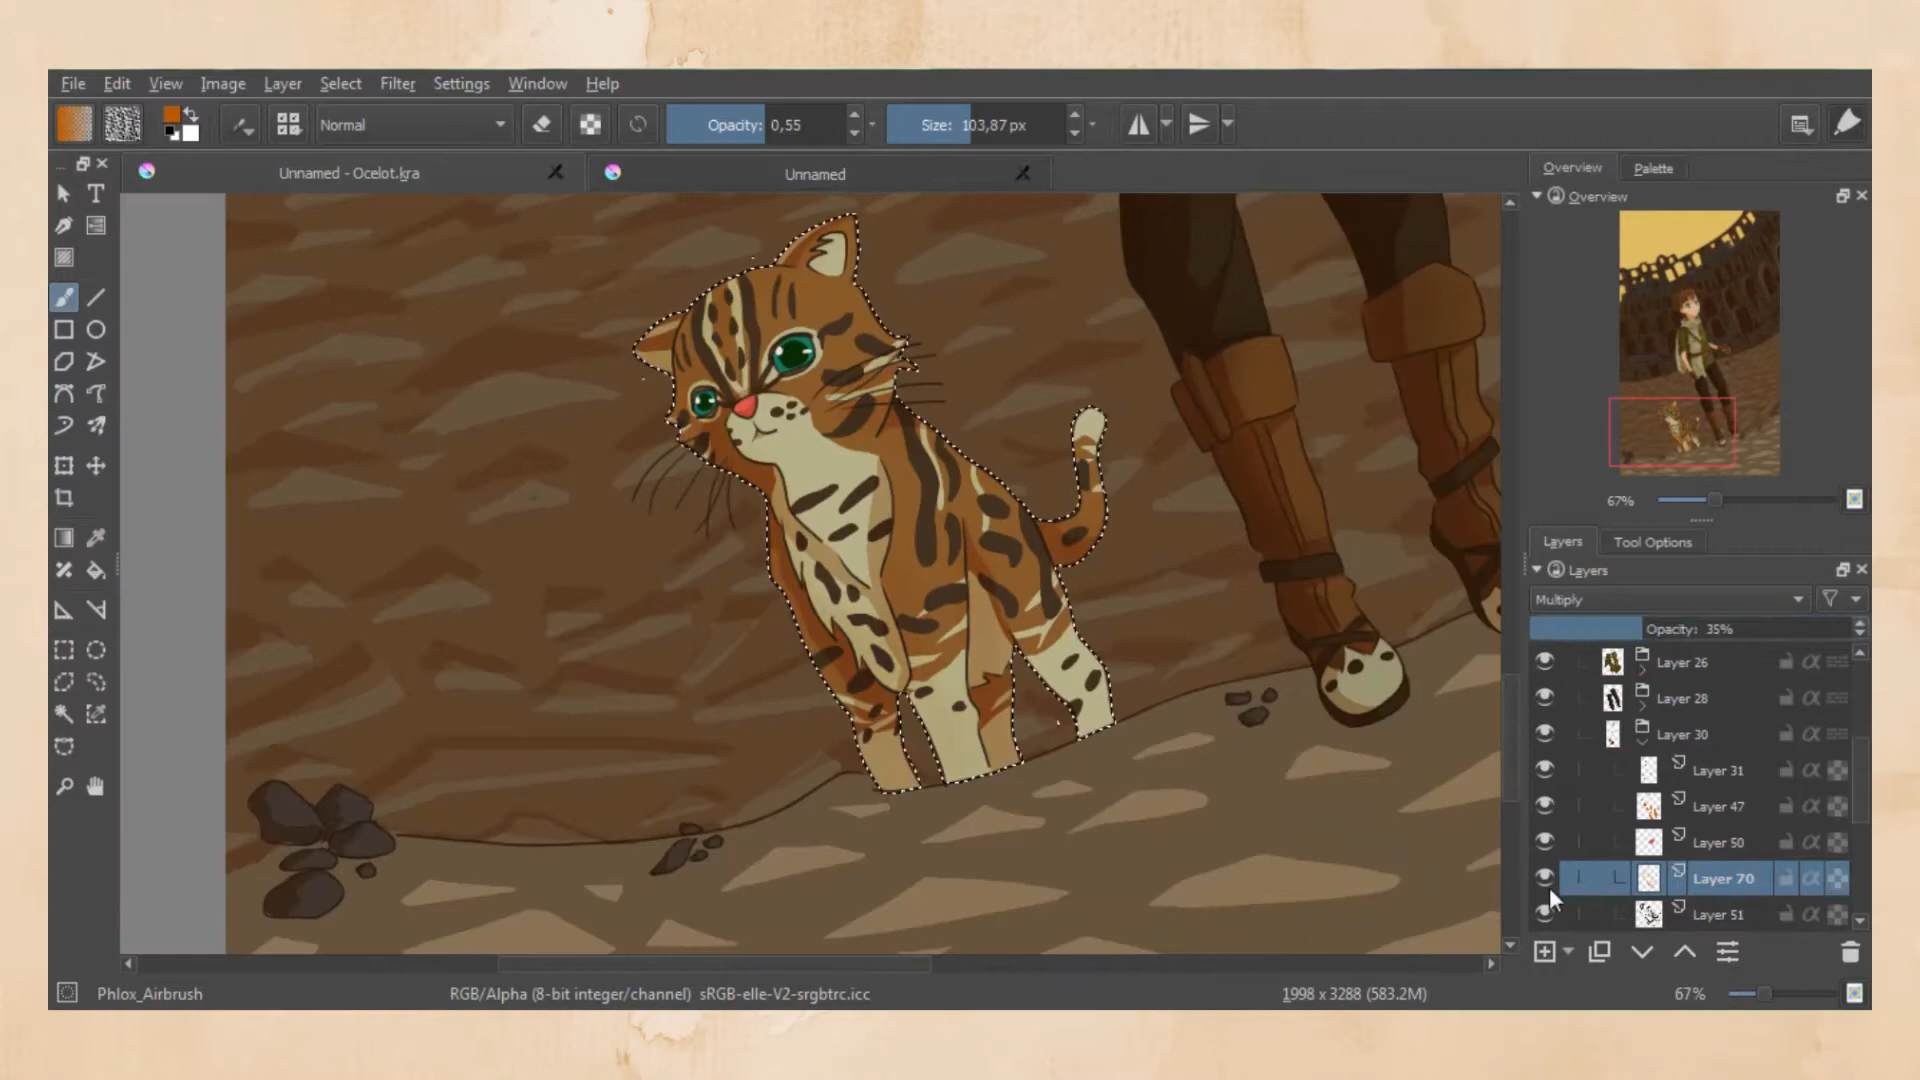 File Edit View Image Layer Select Filter Settings Window Help
Normal
Opacity: 0,55
Size: 103,87 px
Unnamed - Ocelot.kra
Unnamed
Overview Palette
Overview
67%
Layers Tool Options
Layers
Multiply
Opacity: 35%
Layer 26
Layer 28
Layer 30
Layer 31
Layer 47
Layer 50
Layer 70
Layer 51
Phlox_Airbrush
RGB/Alpha (8-bit integer/channel) sRGB-elle-V2-srgbtrc.icc
1998 x 3288 (583.2M)
67%